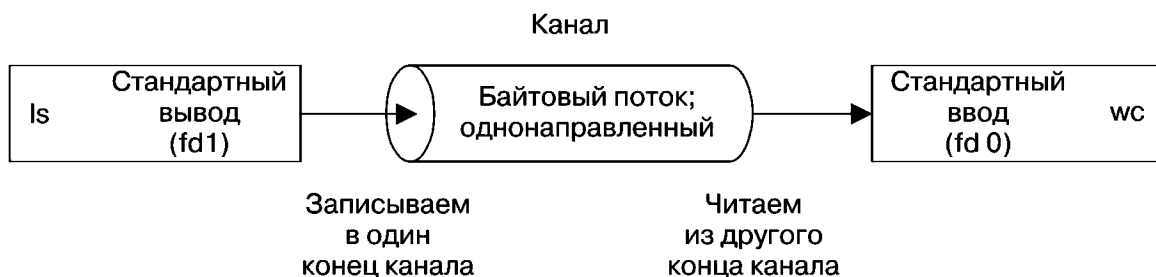 Канал
ls
Стандартный
вывод
(fd1)
Байтовый поток;
однонаправленный
Стандартный
ввод
(fd 0)
wc
Записываем
в один
конец канала
Читаем
из другого
конца канала